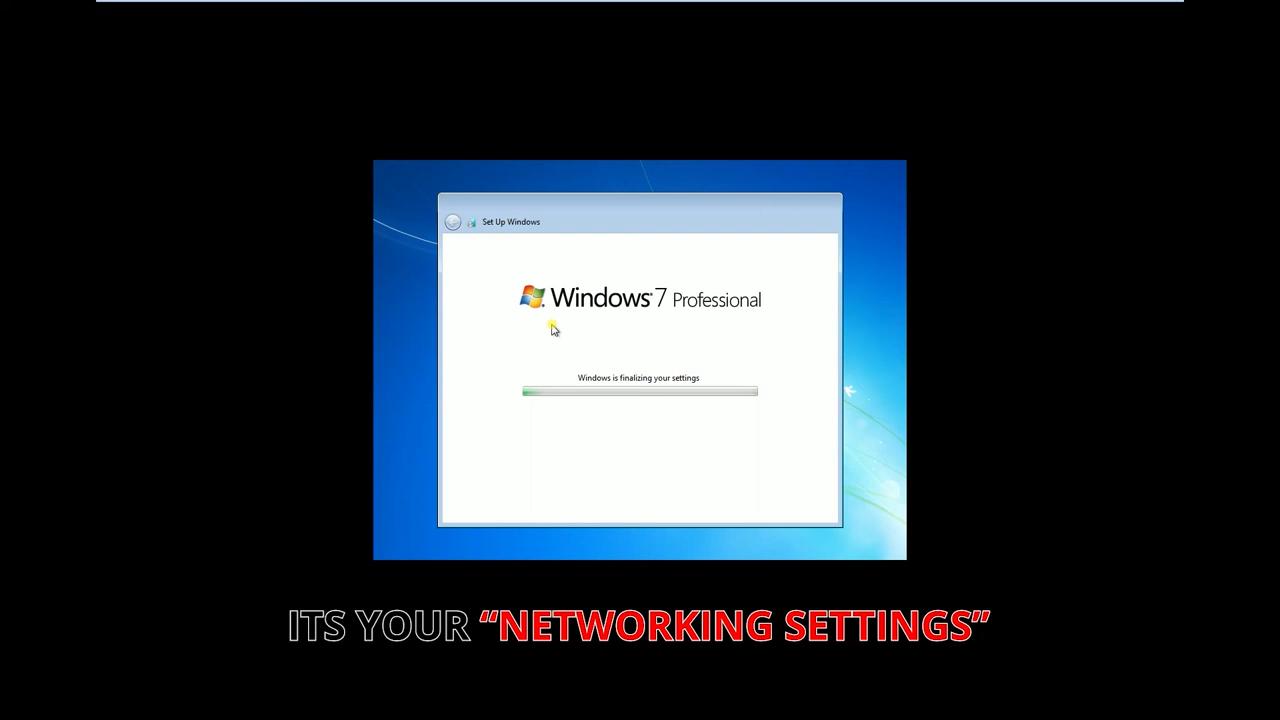 Set Up Windows
Windows 7 Professional
Windows is finalizing your settings
ITS YOUR “NETWORKING SETTINGS”